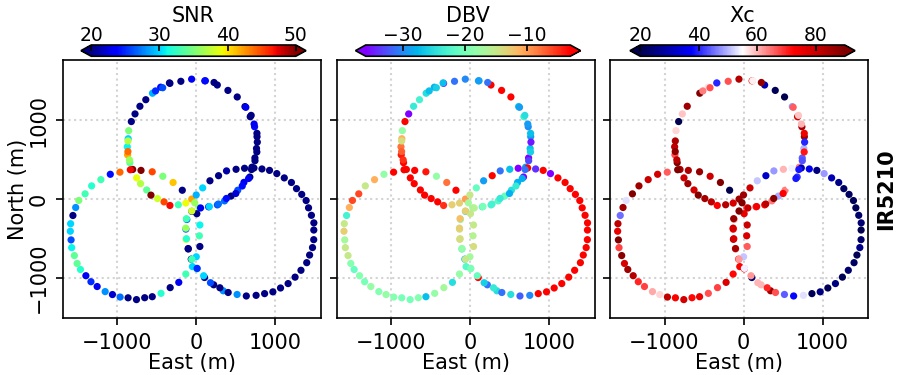 SNR DBV Xc
20 30 40 50 −30 −20 −10 20 40 60 80
1000
0
−1000
North (m)
IR5210
−1000 0 1000 −1000 0 1000 −1000 0 1000
East (m) East (m) East (m)